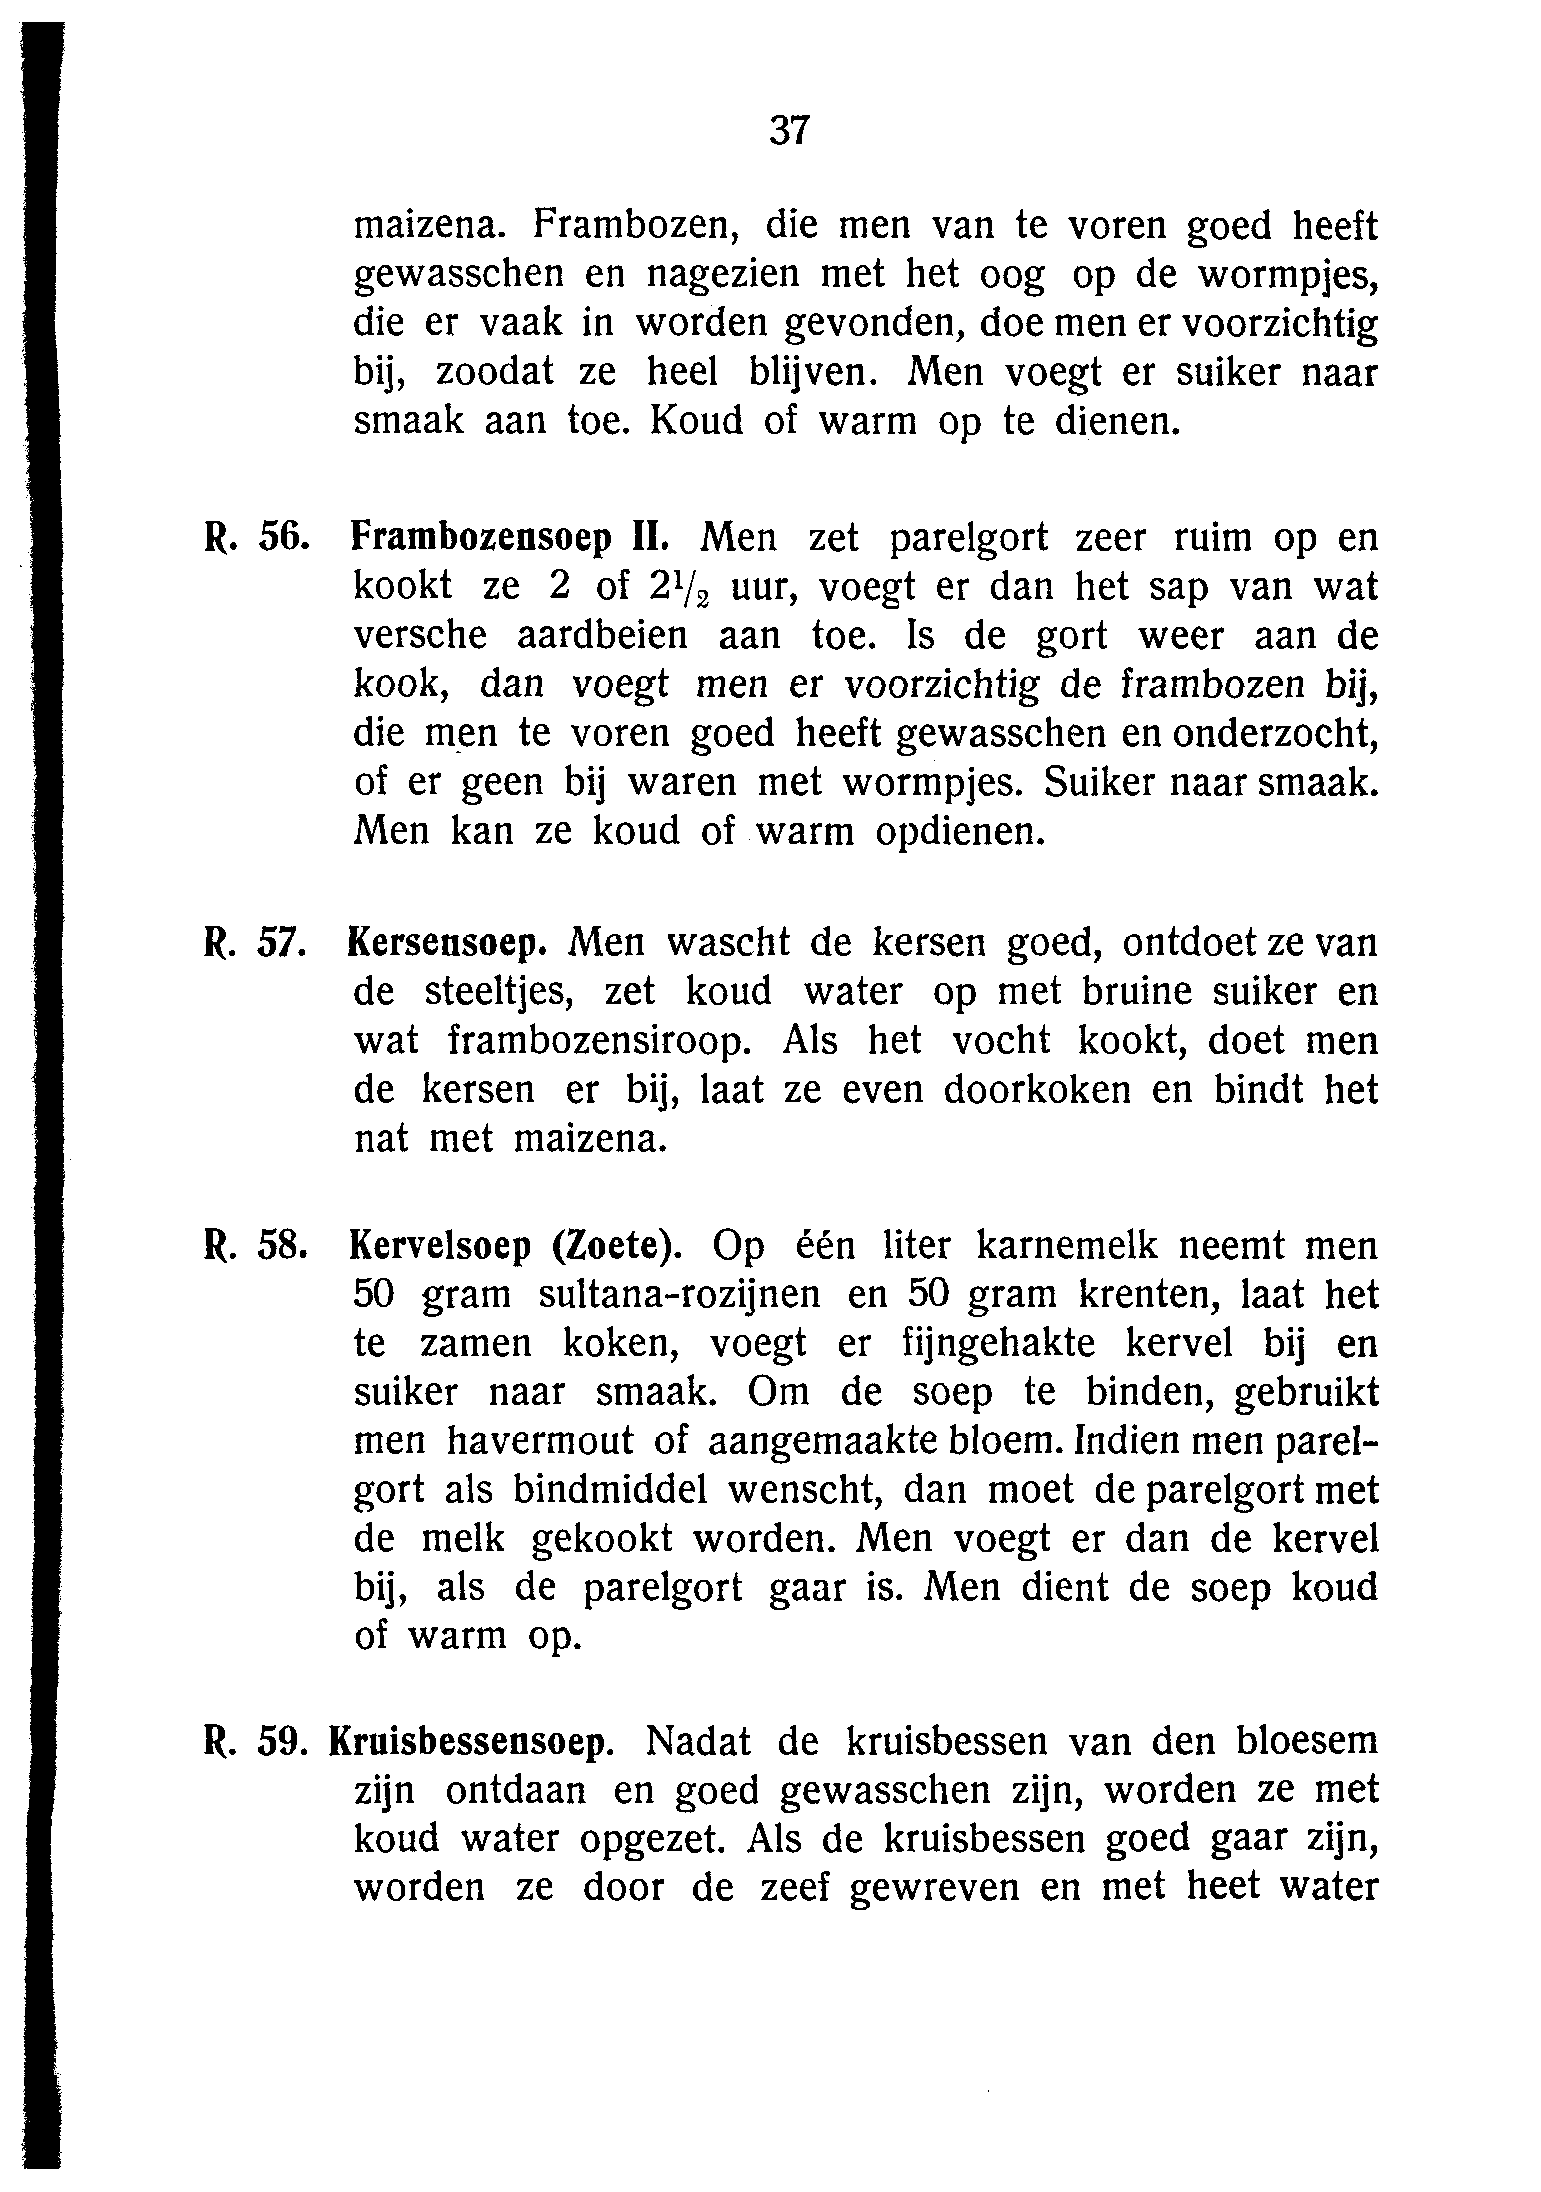 37
maizena. Frambozen, die men van te voren goed heeft
gewasschen en nagezien met het oog op de wormpjes,
die er vaak in worden gevonden, doe men er voorzichtig
bij, zoodat ze heel blijven. Men voegt er suiker naar
smaak aan toe. Koud of warm op te dienen.
R. 56. Frambozensoep II. Men zet parelgort zeer ruim op en
kookt ze 2 of 2½ uur, voegt er dan het sap van wat
versche aardbeien aan toe. Is de gort weer aan de
kook, dan voegt men er voorzichtig de frambozen bij,
die men te voren goed heeft gewasschen en onderzocht,
of er geen bij waren met wormpjes. Suiker naar smaak.
Men kan ze koud of warm opdienen.
R. 57. Kersensoep. Men wascht de kersen goed, ontdoet ze van
de steeltjes, zet koud water op met bruine suiker en
wat frambozensiroop. Als het vocht kookt, doet men
de kersen er bij, laat ze even doorkoken en bindt het
nat met maizena.
R. 58. Kervelsoep (Zoete). Op één liter karnemelk neemt men
50 gram sultana-rozijnen en 50 gram krenten, laat het
te zamen koken, voegt er fijngehakte kervel bij en
suiker naar smaak. Om de soep te binden, gebruikt
men havermout of aangemaakte bloem. Indien men parel-
gort als bindmiddel wenscht, dan moet de parelgort met
de melk gekookt worden. Men voegt er dan de kervel
bij, als de parelgort gaar is. Men dient de soep koud
of warm op.
R. 59. Kruisbessensoep. Nadat de kruisbessen van den bloesem
zijn ontdaan en goed gewasschen zijn, worden ze met
koud water opgezet. Als de kruisbessen goed gaar zijn,
worden ze door de zeef gewreven en met heet water